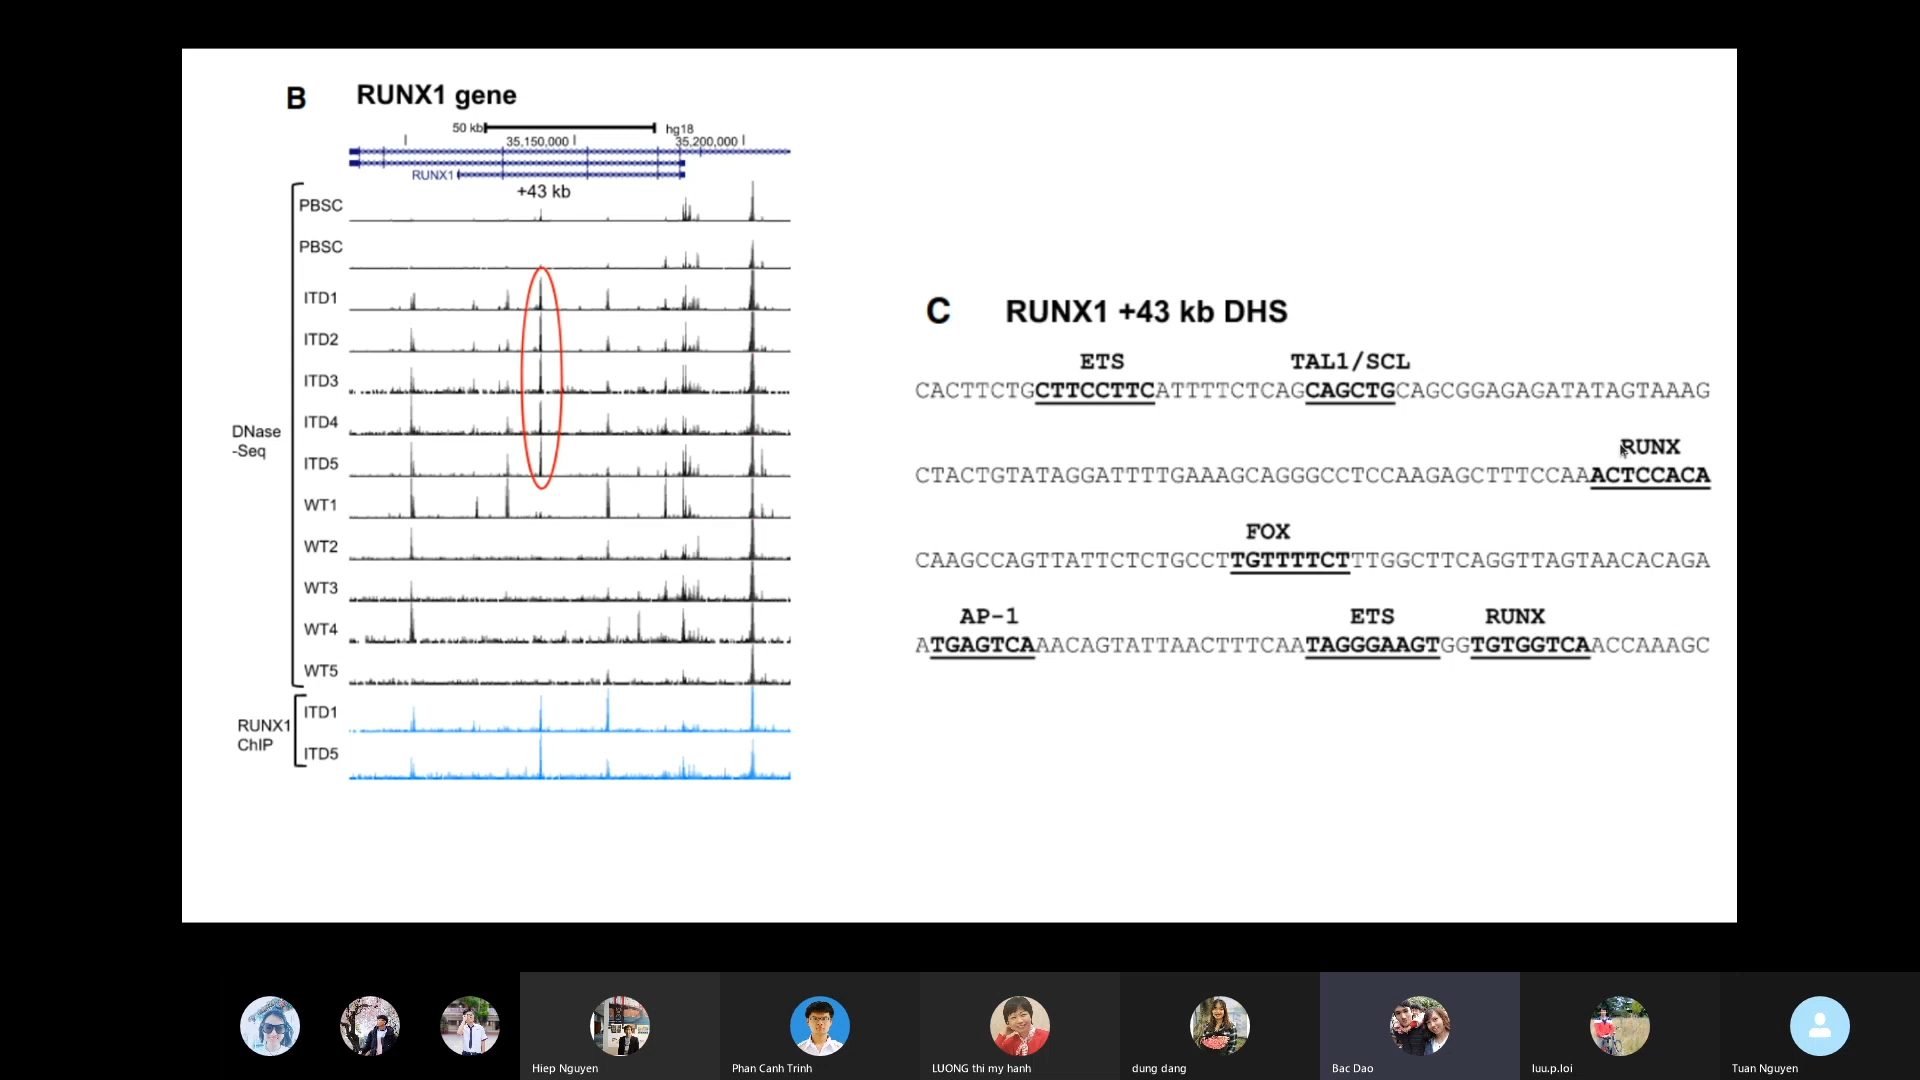 B RUNX1 gene
50 kb hg18
35,150,000 35,200,000
RUNX1
+43 kb
PBSC
PBSC
ITD1
ITD2
ITD3
ITD4
DNase
-Seq
ITD5
WT1
WT2
WT3
WT4
WT5
RUNX1
ChIP
ITD1
ITD5
C RUNX1 +43 kb DHS
ETS TAL1/SCL
CACTTCTGCTTCCTTCATTTTCTCAGCAGCTGCAGCGGAGAGATATAGTAAAG
RUNX
CTACTGTATAGGATTTTGAAAGCAGGGCCTCCAAGAGCTTTCCAAACTCCACA
FOX
CAAGCCAGTTATTCTCTGCCTTGTTTTCTTTGGCTTCAGGTTAGTAACACAGA
AP-1 ETS RUNX
ATGAGTCAAACAGTATTAACTTTCAATAGGGAAGTGGTGTGGTCAACCAAAGC
Hiep Nguyen
Phan Canh Trinh
LUONG thi my hanh
dung dang
Bac Dao
luu.p.loi
Tuan Nguyen